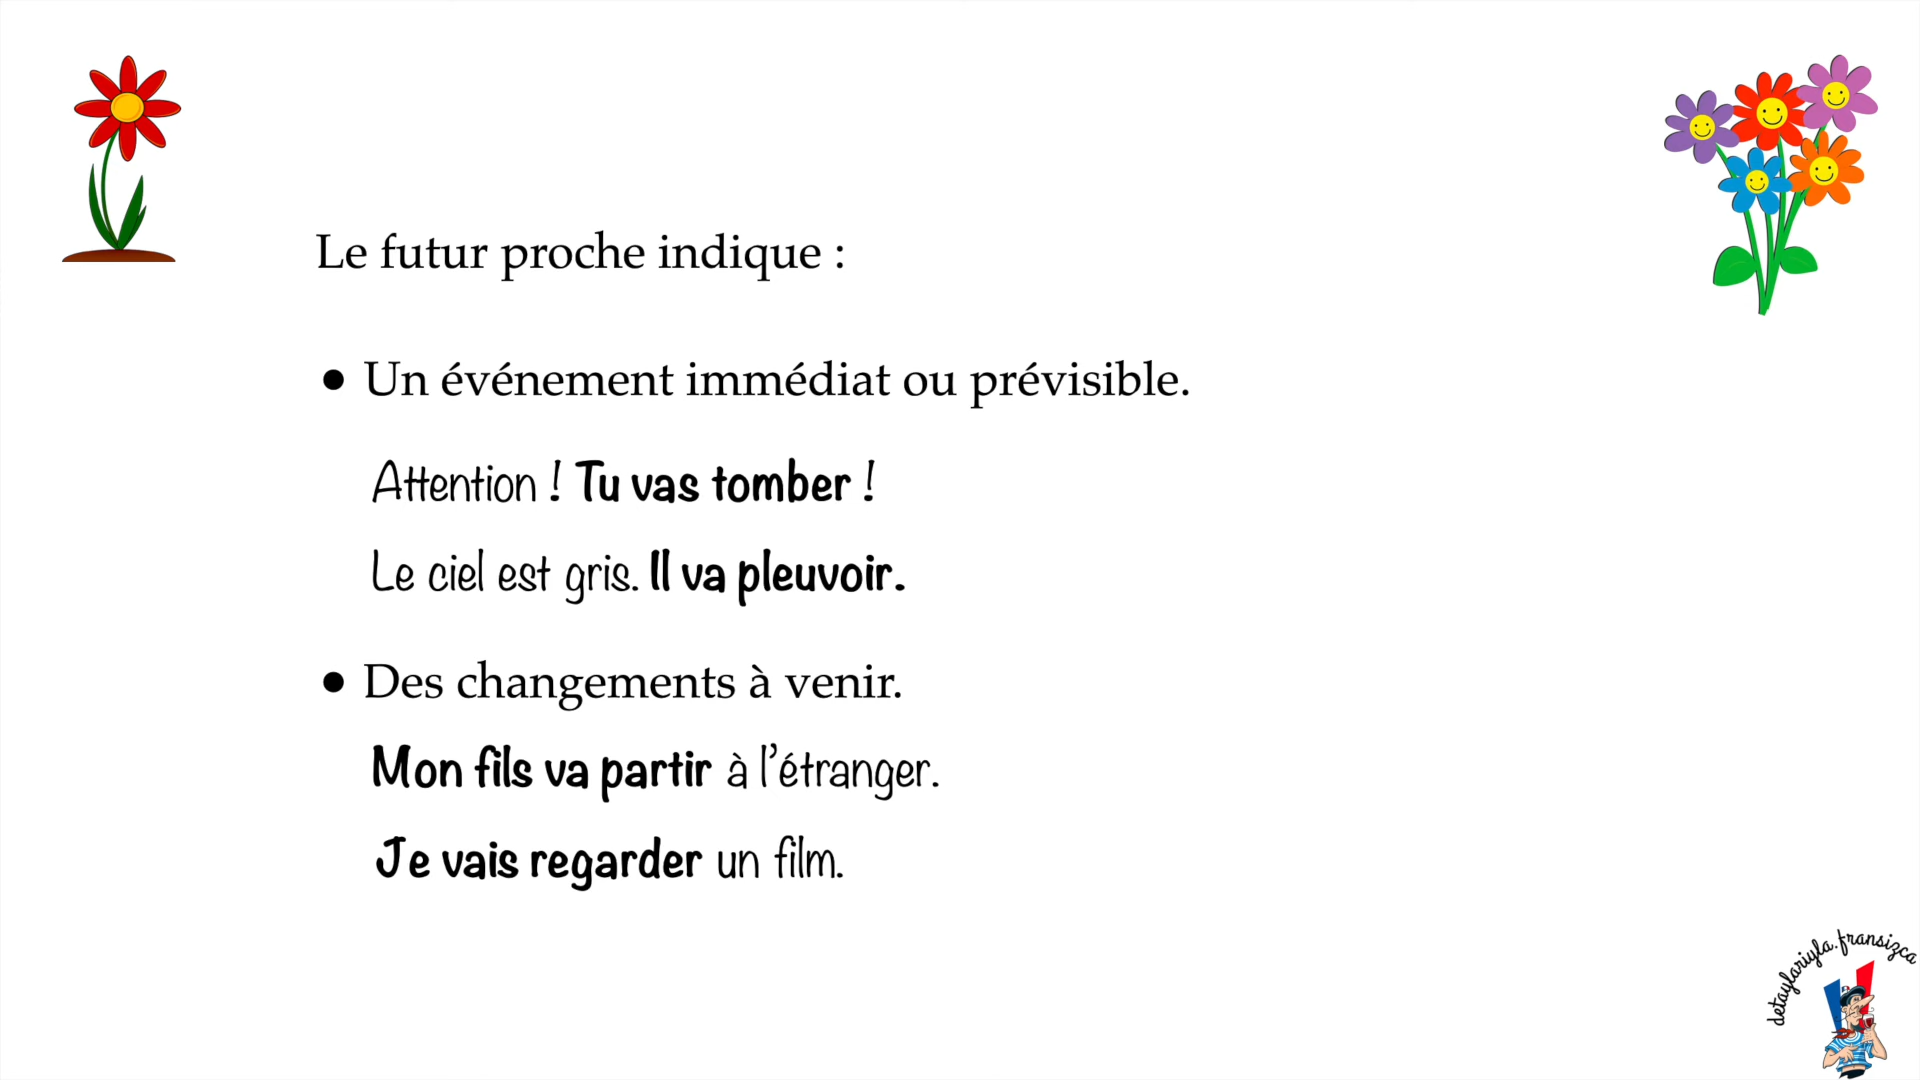 Le futur proche indique :
• Un événement immédiat ou prévisible.
Attention ! Tu vas tomber !
Le ciel est gris. Il va pleuvoir.
• Des changements à venir.
Mon fils va partir à l’étranger.
Je vais regarder un film.
detaylariyla.fransizca